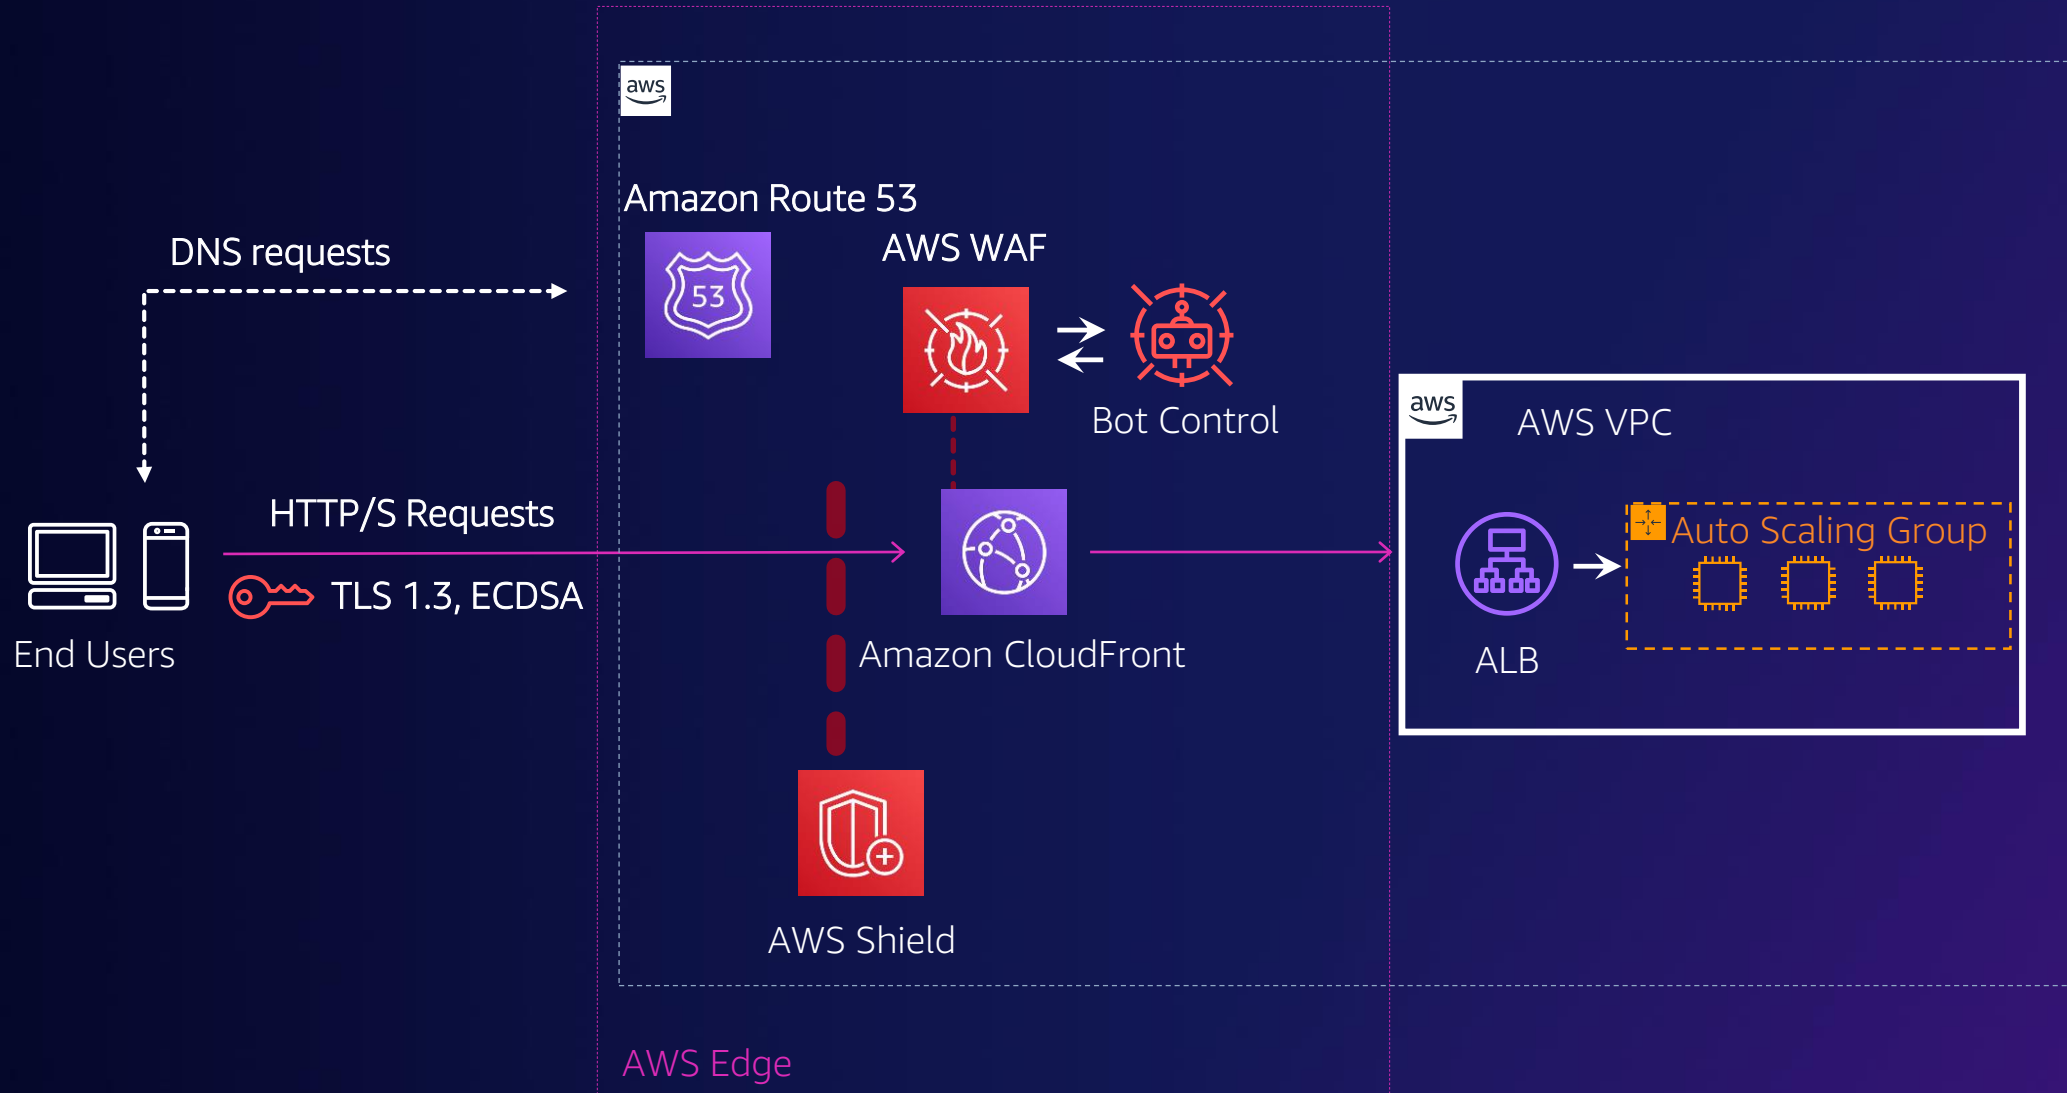 aws
Amazon Route 53
53
DNS requests
AWS WAF
Bot Control
HTTP/S Requests
TLS 1.3, ECDSA
End Users
Amazon CloudFront
AWS Shield
AWS Edge
aws
AWS VPC
Auto Scaling Group
ALB